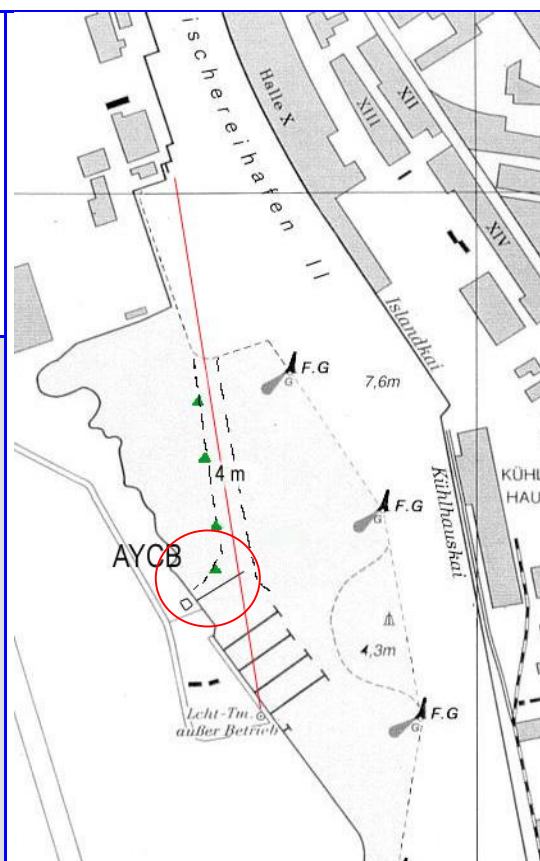 ischereihafen II
Halle X
XIII
XII
XIV
Islandkai
F.G
G
7,6m
4 m
F.G
G
Kühlhauskai
KÜHL
HAU
AYCB
4,3m
Lcht-Tm.
außer Betrieb
F.G
G